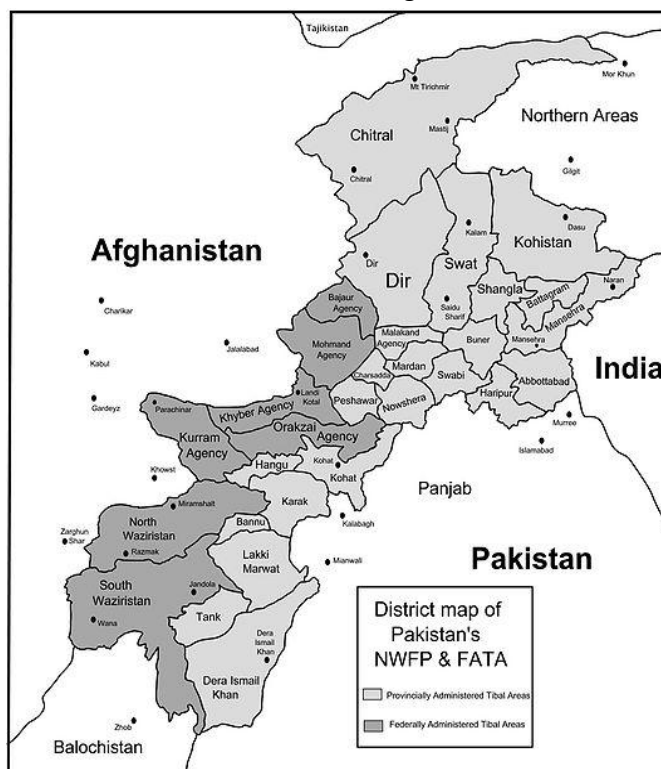 Tajikistan
Mor Khun
Mt Tirichmir
Northern Areas
Chitral
Mastij
Gilgit
Chitral
Dasu
Kalam
Kohistan
Afghanistan
Dir
Swat
Dir
Naran
Shangla
Battagram
Bajaur
Agency
Saidu
Sharif
Mansehra
Charikar
Malakand
Agency
Buner
Mansehra
Mohmand
Agency
Jalalabad
India
Kabul
Charsadda
Mardan
Swabi
Abbottabad
Landi
Kotal
Peshawar
Haripur
Gardeyz
Parachinar
Khyber Agency
Nowshera
Orakzai
Agency
Murree
Kurram
Agency
Islamabad
Hangu
Kohat
Kohat
Khowst
Panjab
Karak
Miramshalt
Kalabagh
North
Waziristan
Bannu
Zarghun
Shar
Razmak
Lakki
Marwat
Mianwali
Pakistan
South
Waziristan
Jandola
Tank
Wana
Dera
Ismail
Khan
Dera Ismail
Khan
Zhob
Balochistan
District map of
Pakistan's
NWFP & FATA
Provincially Administered Tibal Areas
Federally Administered Tibal Areas